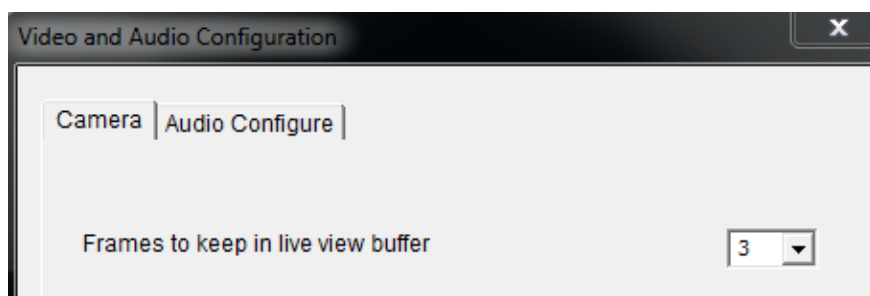 Video and Audio Configuration
Camera
Audio Configure
Frames to keep in live view buffer
3